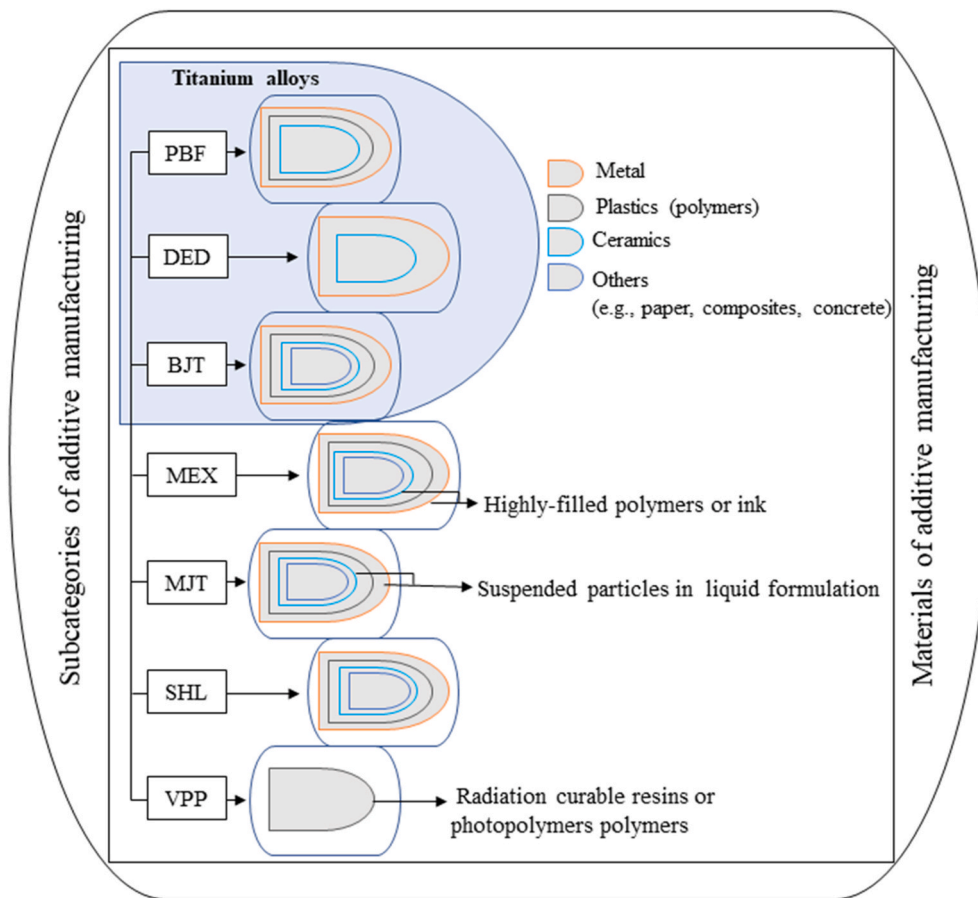 Subcategories of additive manufacturing
Titanium alloys
PBF
DED
BJT
MEX
MJT
SHL
VPP
Metal
Plastics (polymers)
Ceramics
Others
(e.g., paper, composites, concrete)
Highly-filled polymers or ink
Suspended particles in liquid formulation
Radiation curable resins or
photopolymers polymers
Materials of additive manufacturing